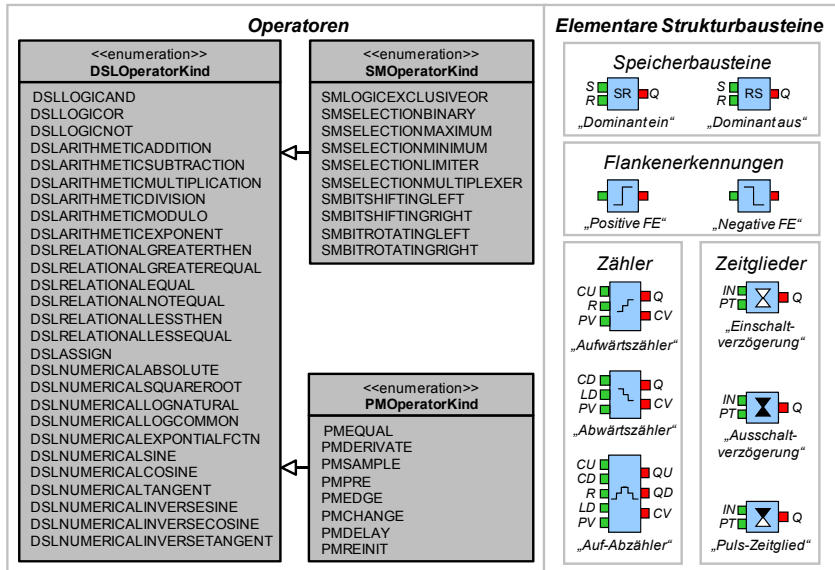 Operatoren
<<enumeration>>
DSLOperatorKind
DSLLOGICAND
DSLLOGICOR
DSLLOGICNOT
DSLARITHMETICADDITION
DSLARITHMETICSUBTRACTION
DSLARITHMETICMULTIPLICATION
DSLARITHMETICDIVISION
DSLARITHMETICMODULO
DSLARITHMETICEXPONENT
DSLRELATIONALGREATERTHEN
DSLRELATIONALGREATEREQUAL
DSLRELATIONALEQUAL
DSLRELATIONALNOTEQUAL
DSLRELATIONALLESSTHEN
DSLRELATIONALLESSEQUAL
DSLASSIGN
DSLNUMERICALABSOLUTE
DSLNUMERICALSQUAREROOT
DSLNUMERICALLOGNATURAL
DSLNUMERICALLOGCOMMON
DSLNUMERICALEXPONTIALFCTN
DSLNUMERICALSINE
DSLNUMERICALCOSINE
DSLNUMERICALTANGENT
DSLNUMERICALINVERSESINE
DSLNUMERICALINVERSECOSINE
DSLNUMERICALINVERSETANGENT
<<enumeration>>
SMOperatorKind
SMLOGICEXCLUSIVEOR
SMSELECTIONBINARY
SMSELECTIONMAXIMUM
SMSELECTIONMINIMUM
SMSELECTIONLIMITER
SMSELECTIONMULTIPLEXER
SMBITSHIFTINGLEFT
SMBITSHIFTINGRIGHT
SMBITROTATINGLEFT
SMBITROTATINGRIGHT
<<enumeration>>
PMOperatorKind
PMEQUAL
PMDERIVATE
PMSAMPLE
PMPRE
PMEDGE
PMCHANGE
PMDELAY
PMREINIT
Elementare Strukturbausteine
Speicherbausteine
S
R
SR
Q
„Dominant ein“
S
R
RS
Q
„Dominant aus“
Flankenerkennungen
„Positive FE“
„Negative FE“
Zähler
CU
R
PV
Q
CV
„Aufwärtszähler“
CD
LD
PV
Q
CV
„Abwärtszähler“
CU
CD
R
LD
PV
QU
QD
CV
„Auf-Abzähler“
Zeitglieder
IN
PT
Q
„Einschalt-
verzögerung“
IN
PT
Q
„Ausschalt-
verzögerung“
IN
PT
Q
„Puls-Zeitglied“